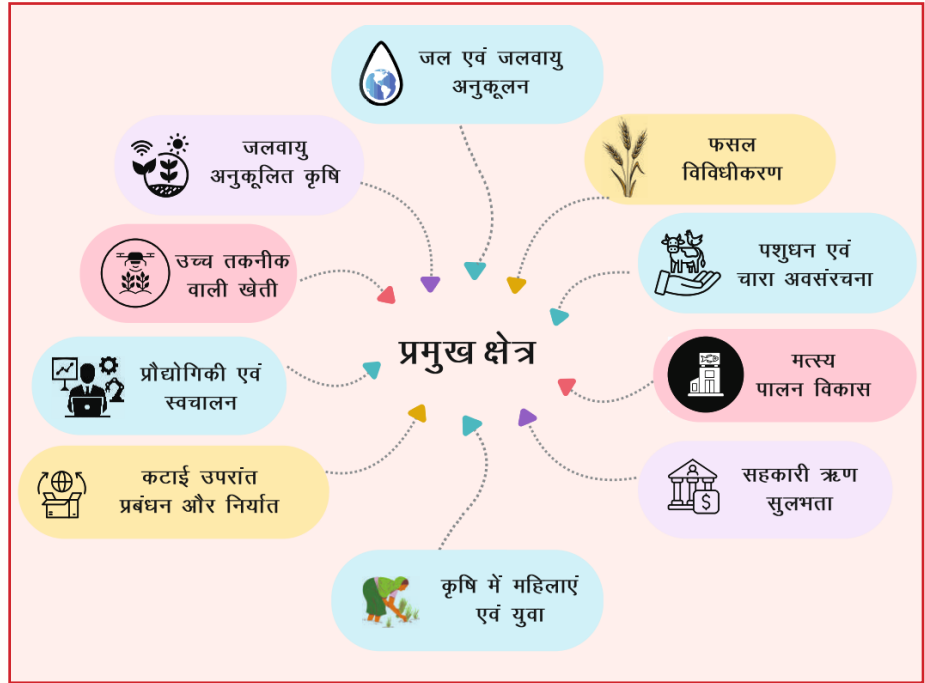 जल एवं जलवायु
अनुकूलन
फसल
विविधीकरण
पशुधन एवं
चारा अवसंरचना
मत्स्य
पालन विकास
सहकारी ऋण
सुलभता
कृषि में महिलाएं
एवं युवा
कटाई उपरांत
प्रबंधन और निर्यात
प्रौद्योगिकी एवं
स्वचालन
उच्च तकनीक
वाली खेती
जलवायु
अनुकूलित कृषि
प्रमुख क्षेत्र